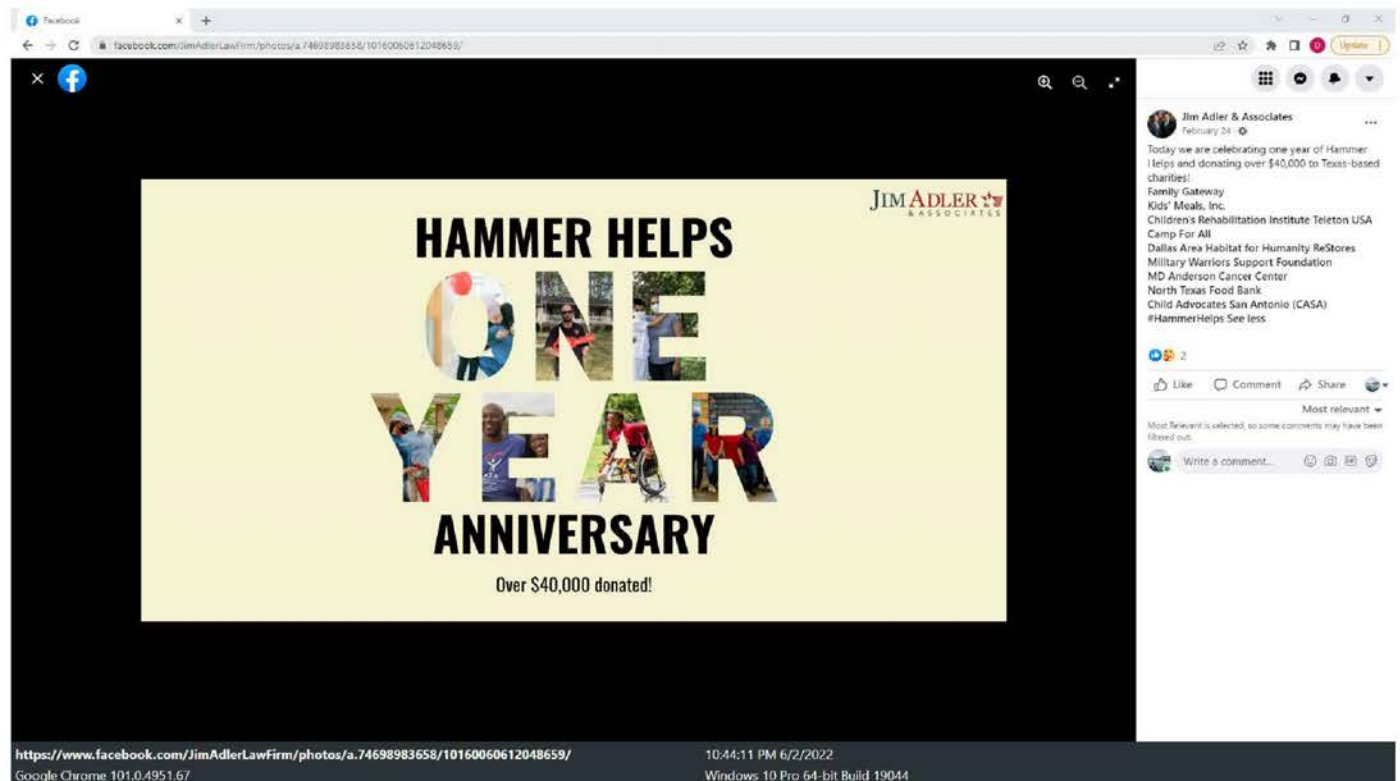 Facebook
facebook.com/JimAdlerLawFirm/photos/a.74698983658/10160060612048659/
Update
JIM ADLER
& ASSOCIATES
HAMMER HELPS
ONE
YEAR
ANNIVERSARY
Over $40,000 donated!
Jim Adler & Associates
February 24
Today we are celebrating one year of Hammer
Helps and donating over $40,000 to Texas-based
charities!
Family Gateway
Kids' Meals, Inc.
Children's Rehabilitation Institute Teleton USA
Camp For All
Dallas Area Habitat for Humanity ReStores
Military Warriors Support Foundation
MD Anderson Cancer Center
North Texas Food Bank
Child Advocates San Antonio (CASA)
#HammerHelps See less
2
Like Comment Share
Most relevant
Most Relevant is selected, so some comments may have been
filtered out.
Write a comment...
https://www.facebook.com/JimAdlerLawFirm/photos/a.74698983658/10160060612048659/ 10:44:11 PM 6/2/2022
Google Chrome 101.0.4951.67 Windows 10 Pro 64-bit Build 19044